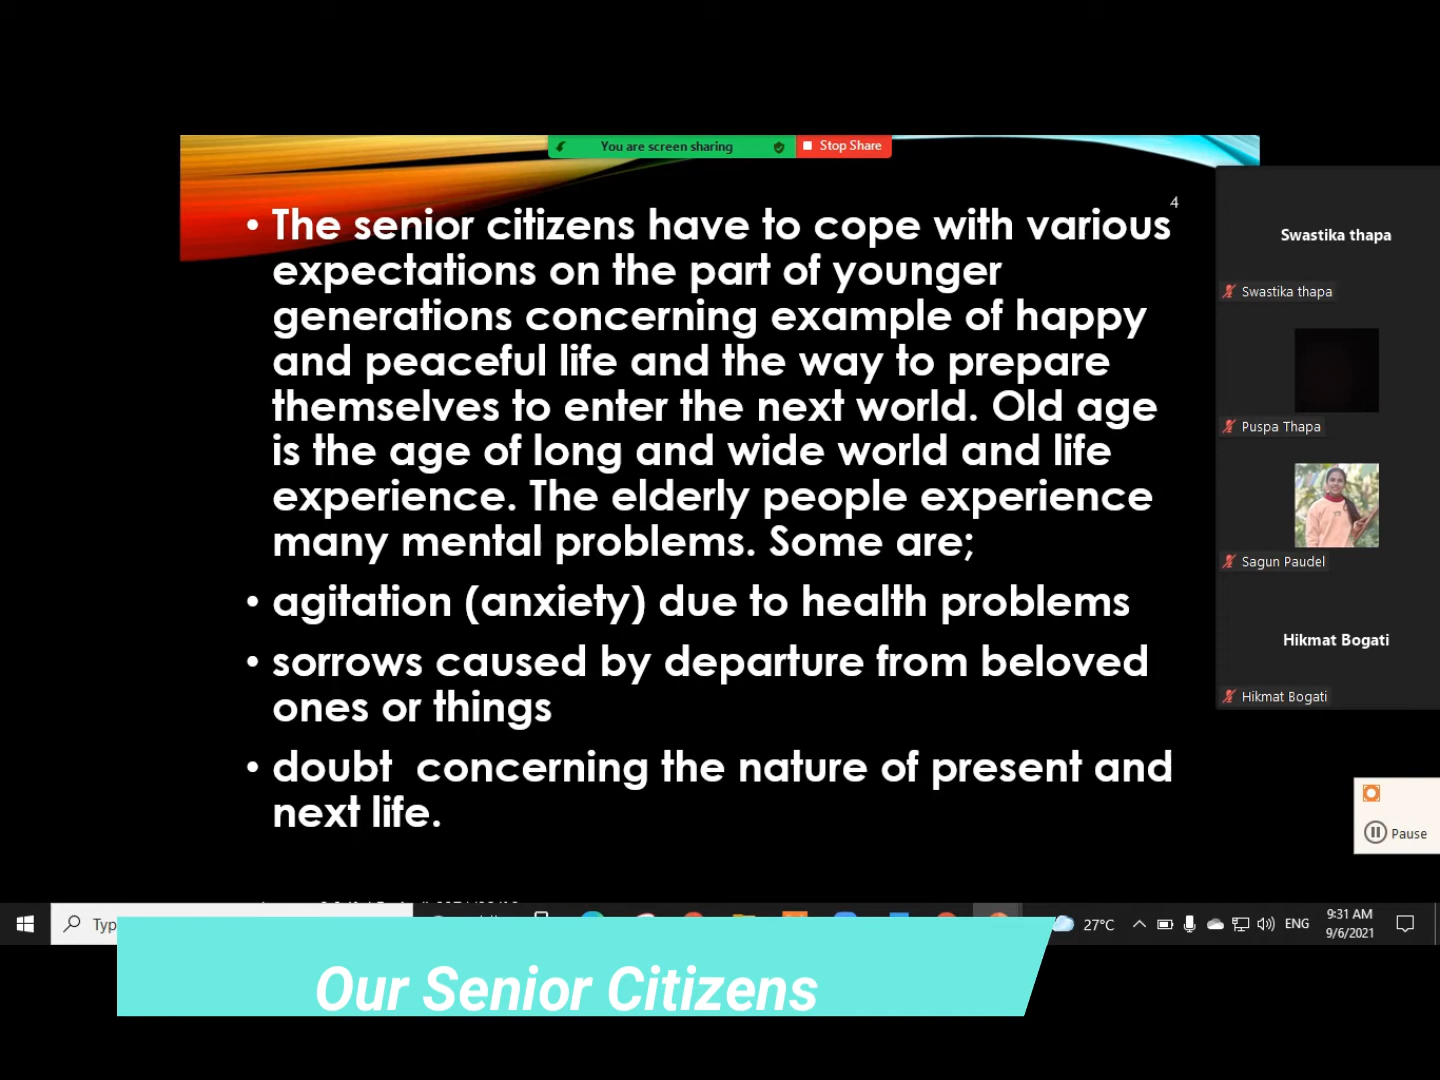 You are screen sharing
Stop Share
4
• The senior citizens have to cope with various
expectations on the part of younger
generations concerning example of happy
and peaceful life and the way to prepare
themselves to enter the next world. Old age
is the age of long and wide world and life
experience. The elderly people experience
many mental problems. Some are;
• agitation (anxiety) due to health problems
• sorrows caused by departure from beloved
ones or things
• doubt  concerning the nature of present and
next life.
Swastika thapa
Swastika thapa
Puspa Thapa
Sagun Paudel
Hikmat Bogati
Hikmat Bogati
Pause
27°C
ENG
9:31 AM
9/6/2021
Our Senior Citizens